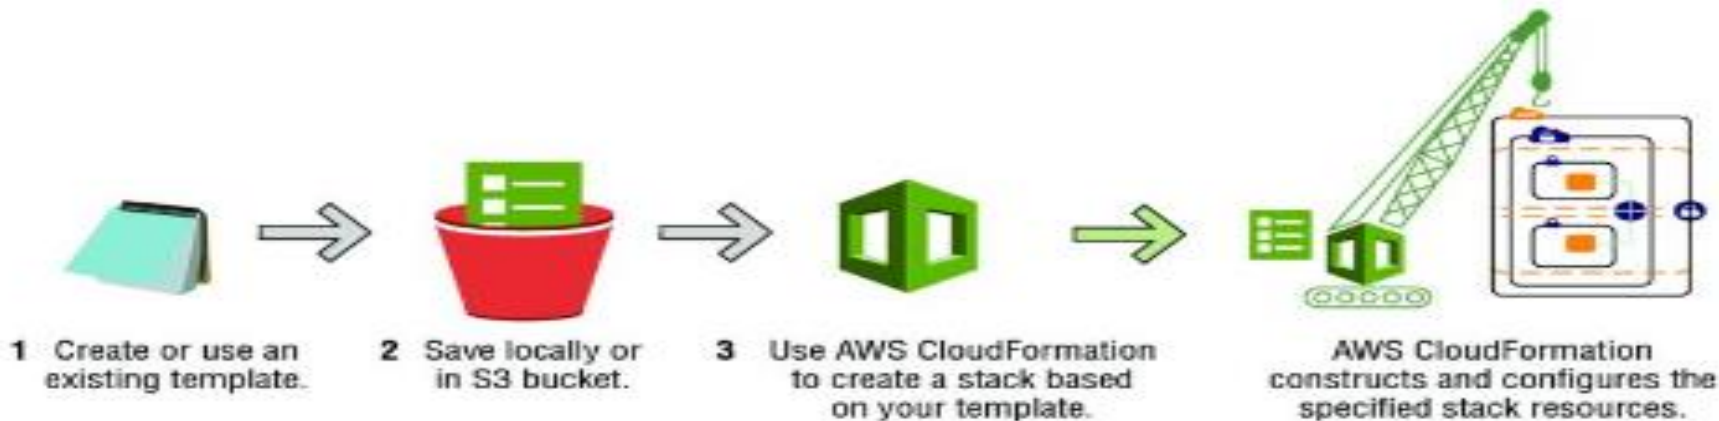 1 Create or use an
existing template.
2 Save locally or
in S3 bucket.
3 Use AWS CloudFormation
to create a stack based
on your template.
AWS CloudFormation
constructs and configures the
specified stack resources.